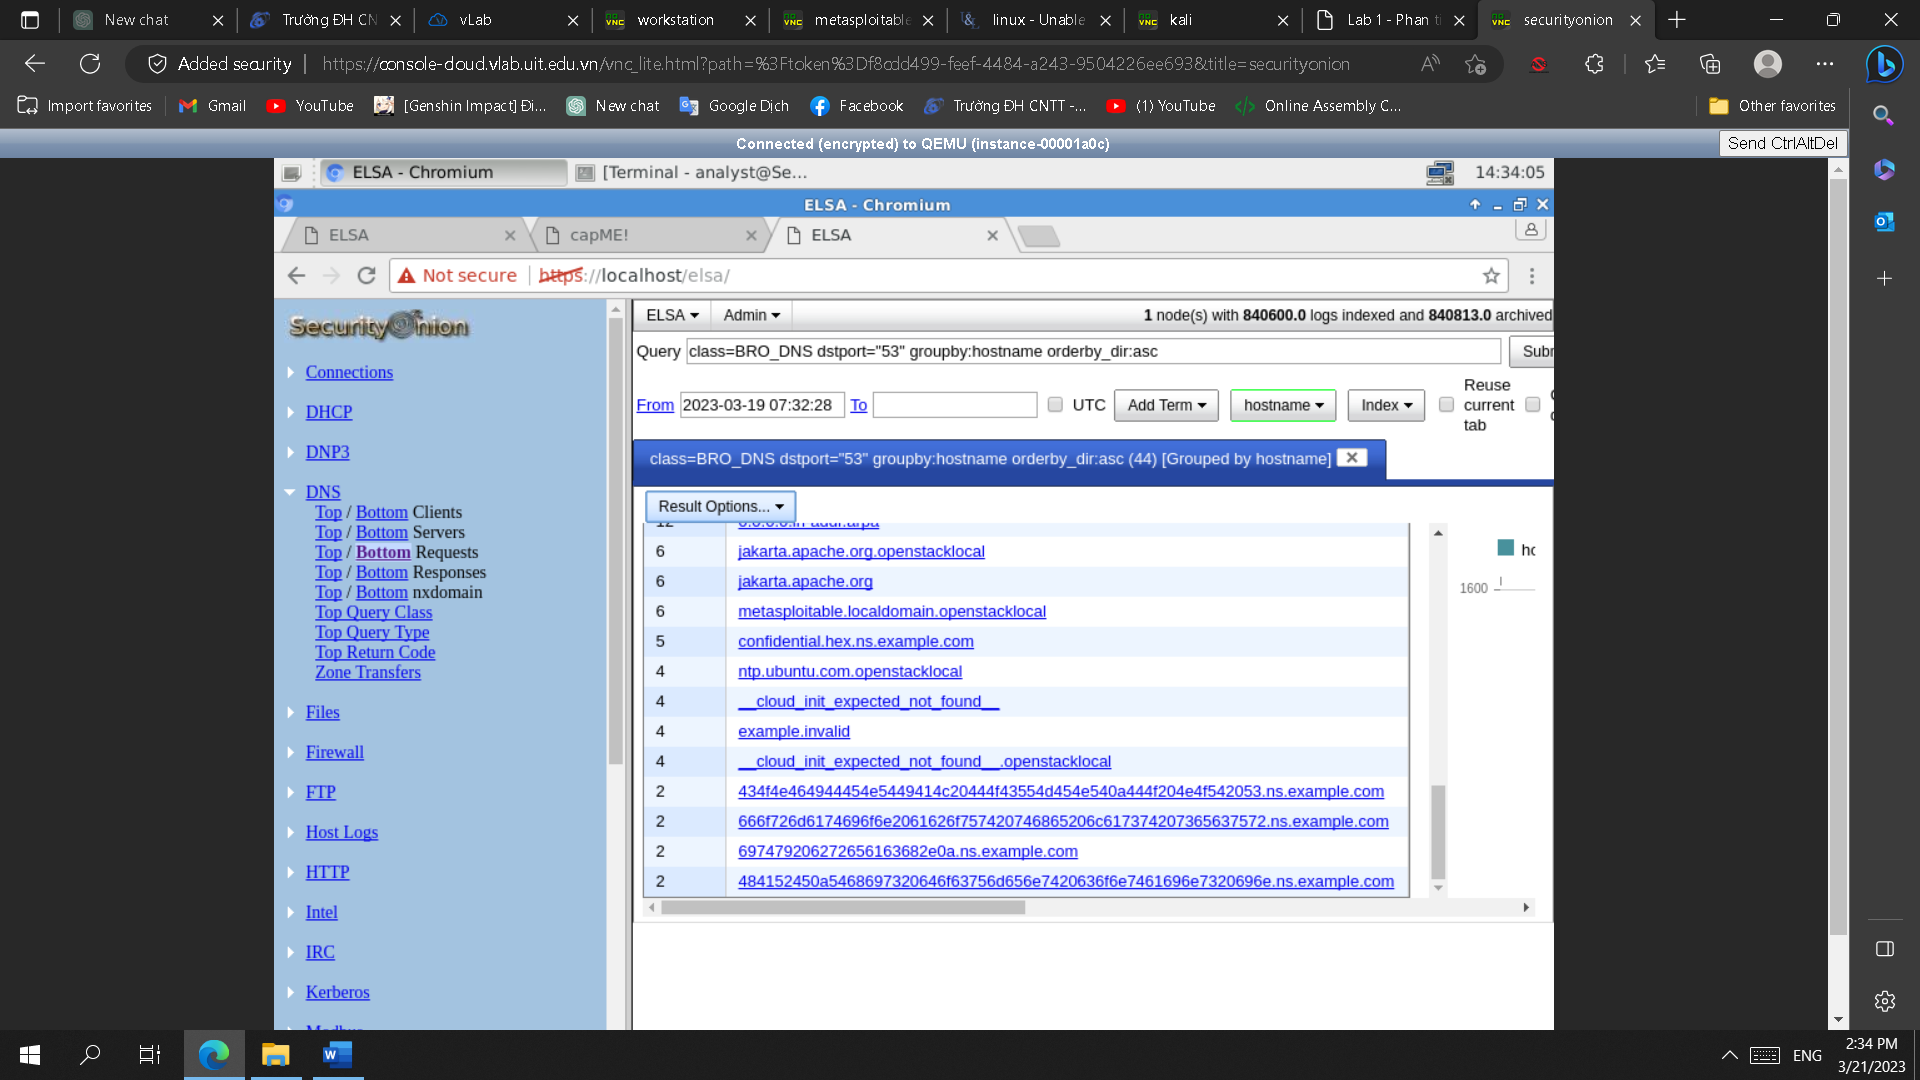 New chat
Trường ĐH CN
vLab
workstation
metasploitable
linux - Unable
kali
Lab 1 - Phan t
securityonion
Added security
https://console-cloud.vlab.uit.edu.vn/vnc_lite.html?path=%3Ftoken%3Df8cdd499-feef-4484-a243-9504226ee693&title=securityonion
Import favorites
Gmail
YouTube
[Genshin Impact] Đi...
New chat
Google Dịch
Facebook
Trường ĐH CNTT -...
(1) YouTube
Online Assembly C...
Other favorites
Connected (encrypted) to QEMU (instance-00001a0c)
Send CtrlAltDel
ELSA - Chromium
[Terminal - analyst@Se...
14:34:05
ELSA - Chromium
ELSA
capME!
ELSA
Not secure
https://localhost/elsa/
SecurityOnion
Connections
DHCP
DNP3
DNS
Top / Bottom Clients
Top / Bottom Servers
Top / Bottom Requests
Top / Bottom Responses
Top / Bottom nxdomain
Top Query Class
Top Query Type
Top Return Code
Zone Transfers
Files
Firewall
FTP
Host Logs
HTTP
Intel
IRC
Kerberos
ELSA
Admin
1 node(s) with 840600.0 logs indexed and 840813.0 archived
Query
class=BRO_DNS dstport="53" groupby:hostname orderby_dir:asc
Subr
From
2023-03-19 07:32:28
To
UTC
Add Term
hostname
Index
Reuse current tab
class=BRO_DNS dstport="53" groupby:hostname orderby_dir:asc (44) [Grouped by hostname]
Result Options...
6 jakarta.apache.org.openstacklocal
6 jakarta.apache.org
6 metasploitable.localdomain.openstacklocal
5 confidential.hex.ns.example.com
4 ntp.ubuntu.com.openstacklocal
4 __cloud_init_expected_not_found__
4 example.invalid
4 __cloud_init_expected_not_found__.openstacklocal
2 434f4e464944454e5449414c20444f43554d454e540a444f204e4f542053.ns.example.com
2 666f726d6174696f6e2061626f757420746865206c617374207365637572.ns.example.com
2 697479206272656163682e0a.ns.example.com
2 484152450a5468697320646f63756d656e7420636f6e7461696e7320696e.ns.example.com
1600
ENG
2:34 PM
3/21/2023